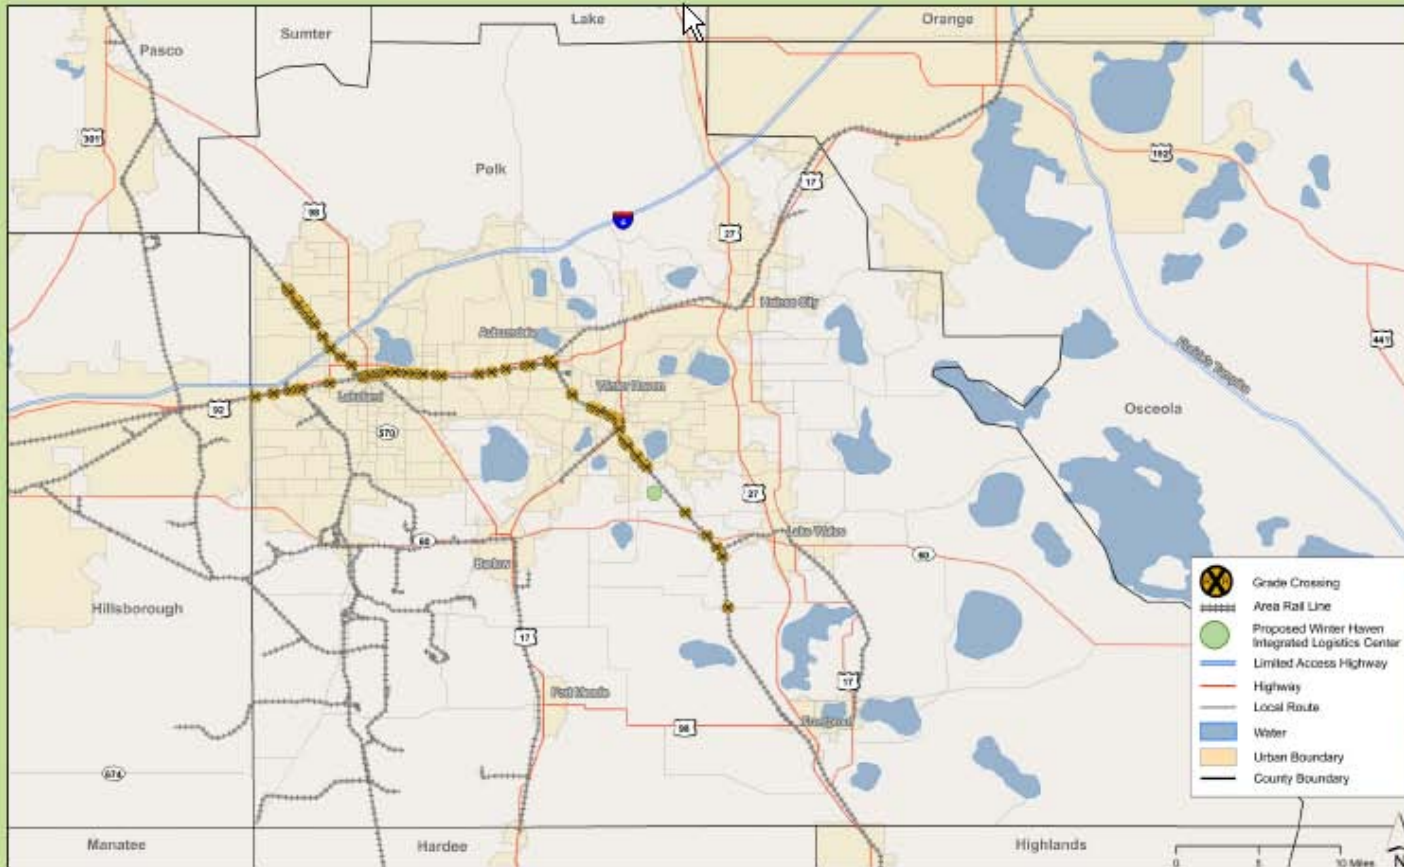 Lake
Orange
Sumter
Pasco
301
192
Polk
17
98
4
27
Haines City
Auburndale
441
Florida Turnpike
Winter Haven
92
Lakeland
Osceola
570
27
Lake Wales
60
60
Bartow
Grade Crossing
Area Rail Line
Hillsborough
Proposed Winter Haven
Integrated Logistics Center
17
Limited Access Highway
17
Highway
Fort Meade
Local Route
98
Frostproof
Water
Urban Boundary
674
County Boundary
Manatee
Hardee
Highlands
0
5
10 Miles
N